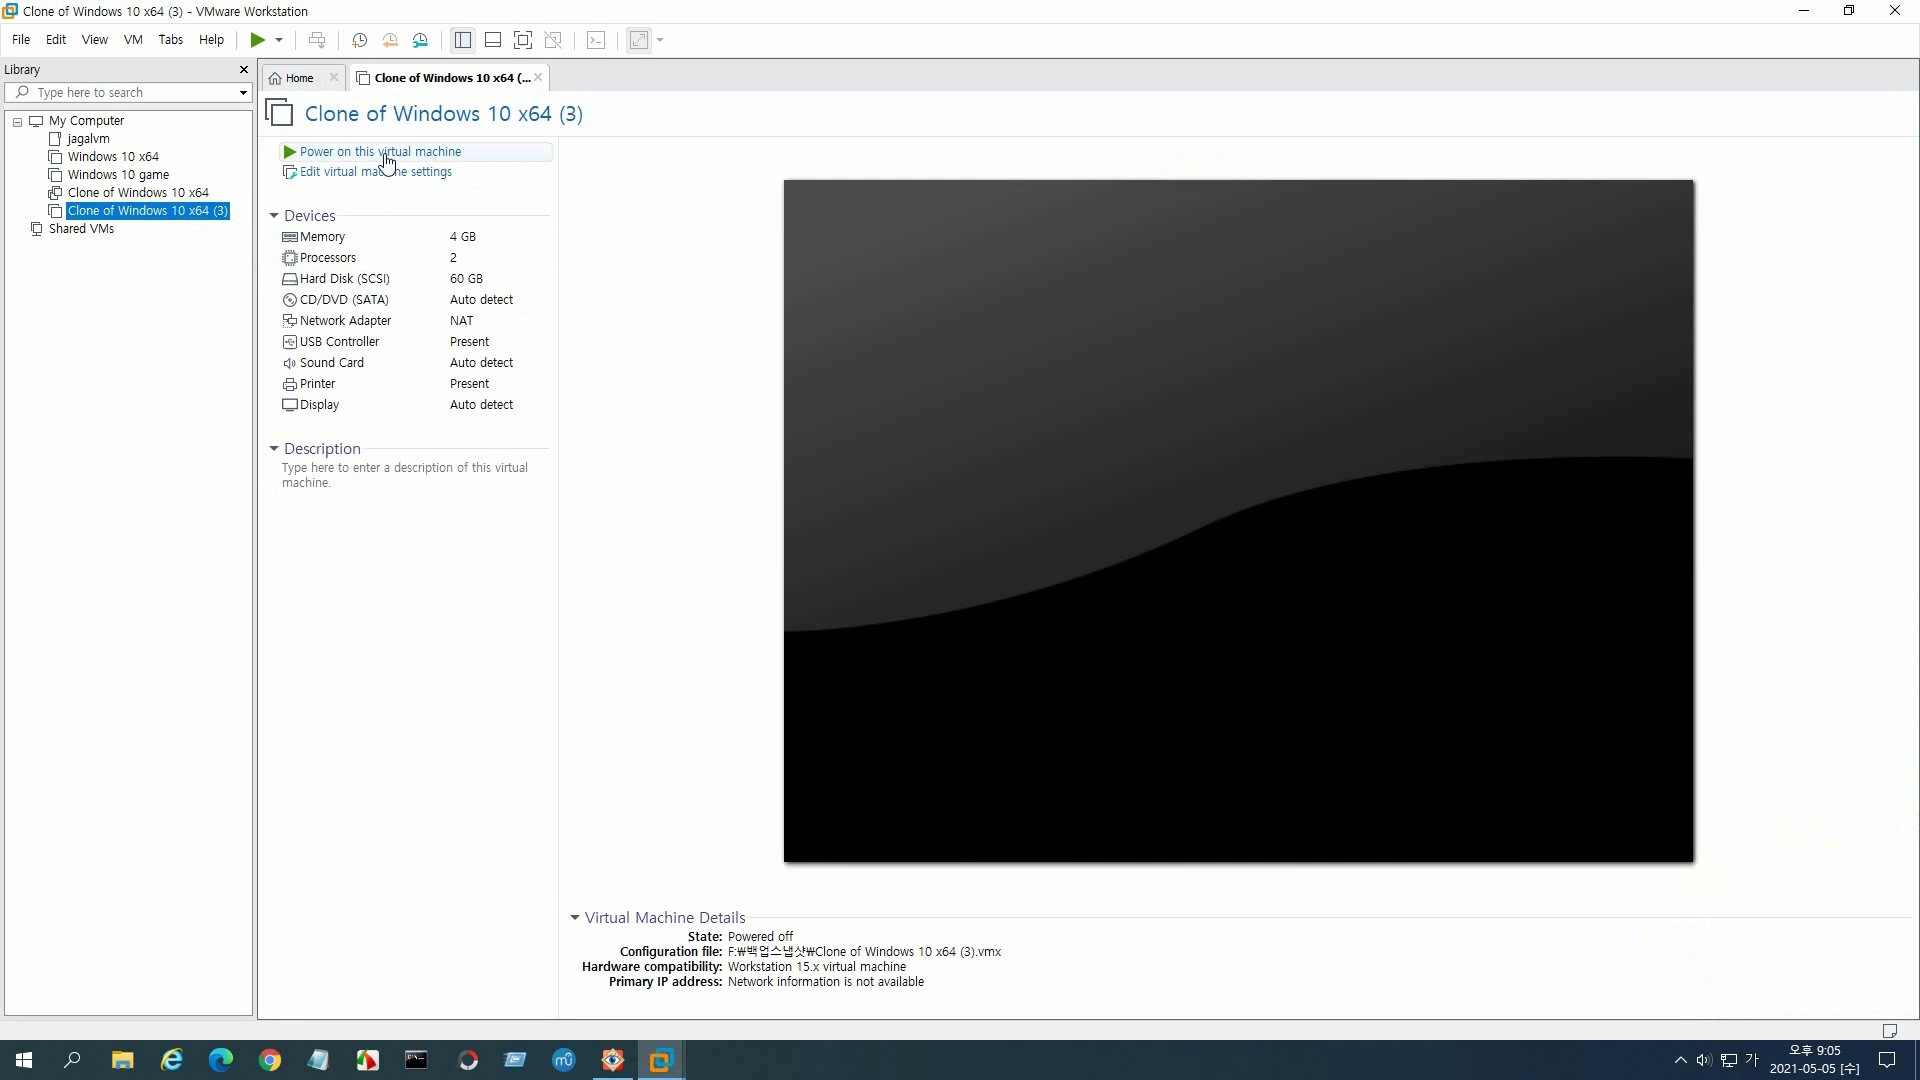 Clone of Windows 10 x64 (3) - VMware Workstation
File Edit View VM Tabs Help
Library
Type here to search
My Computer
jagalvm
Windows 10 x64
Windows 10 game
Clone of Windows 10 x64
Clone of Windows 10 x64 (3)
Shared VMs
Home
Clone of Windows 10 x64 (...
Clone of Windows 10 x64 (3)
Power on this virtual machine
Edit virtual machine settings
Devices
Memory 4 GB
Processors 2
Hard Disk (SCSI) 60 GB
CD/DVD (SATA) Auto detect
Network Adapter NAT
USB Controller Present
Sound Card Auto detect
Printer Present
Display Auto detect
Description
Type here to enter a description of this virtual
machine.
Virtual Machine Details
State: Powered off
Configuration file: F:₩백업스냅샷₩Clone of Windows 10 x64 (3).vmx
Hardware compatibility: Workstation 15.x virtual machine
Primary IP address: Network information is not available
mû
가
오후 9:05
2021-05-05 [수]